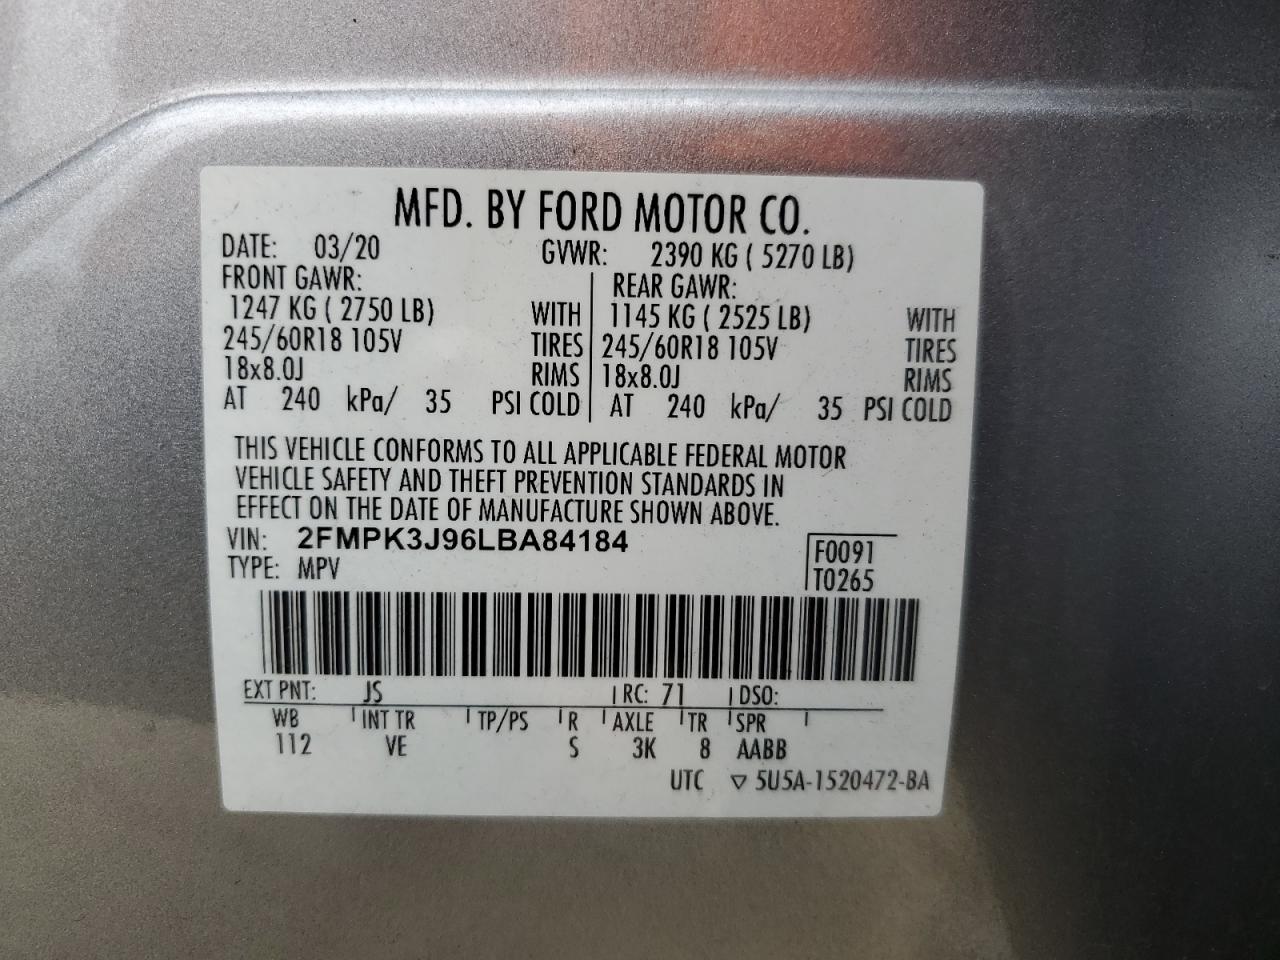 MFD. BY FORD MOTOR CO.
DATE: 03/20 GVWR: 2390 KG ( 5270 LB)
FRONT GAWR: REAR GAWR:
1247 KG ( 2750 LB) WITH 1145 KG ( 2525 LB) WITH
245/60R18 105V TIRES 245/60R18 105V TIRES
18x8.0J RIMS 18x8.0J RIMS
AT 240 kPa/ 35 PSI COLD AT 240 kPa/ 35 PSI COLD
THIS VEHICLE CONFORMS TO ALL APPLICABLE FEDERAL MOTOR
VEHICLE SAFETY AND THEFT PREVENTION STANDARDS IN
EFFECT ON THE DATE OF MANUFACTURE SHOWN ABOVE.
VIN: 2FMPK3J96LBA84184
F0091
TYPE: MPV
T0265
EXT PNT: JS RC: 71 DSO:
WB INT TR TP/PS R AXLE TR SPR
112 VE S 3K 8 AABB
UTC ▽ 5U5A-1520472-BA